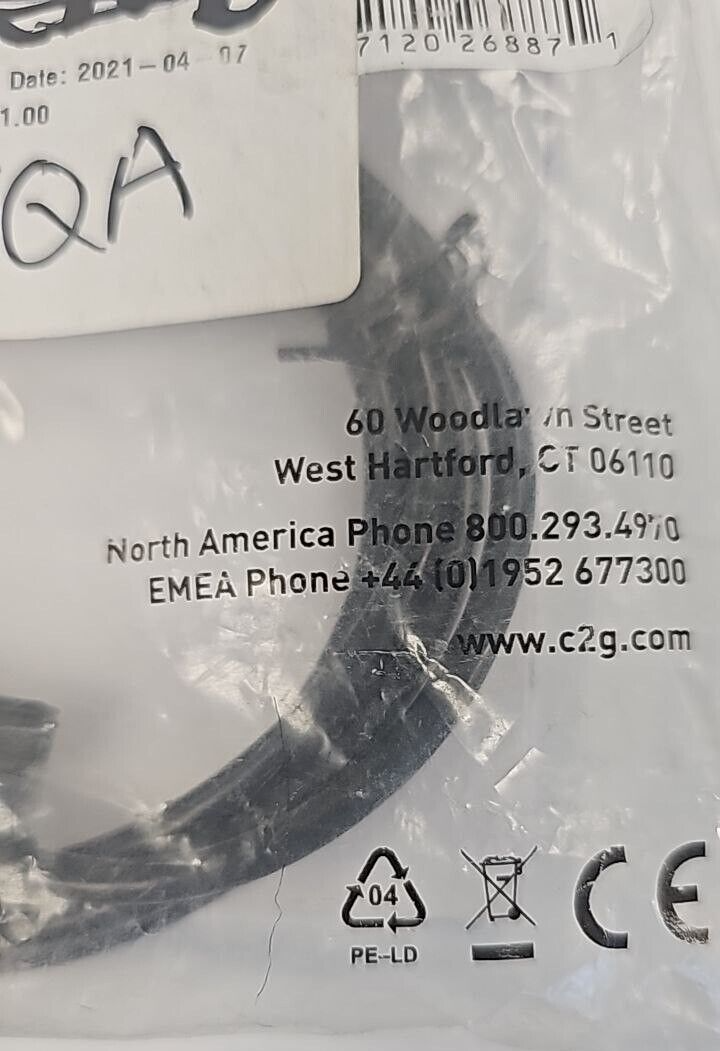 7120 26887 1
Date: 2021-04-07
1.00
QA
60 Woodlawn Street
West Hartford, CT 06110
North America Phone 800.293.4970
EMEA Phone +44 (0)1952 677300
www.c2g.com
04
PE-LD
CE